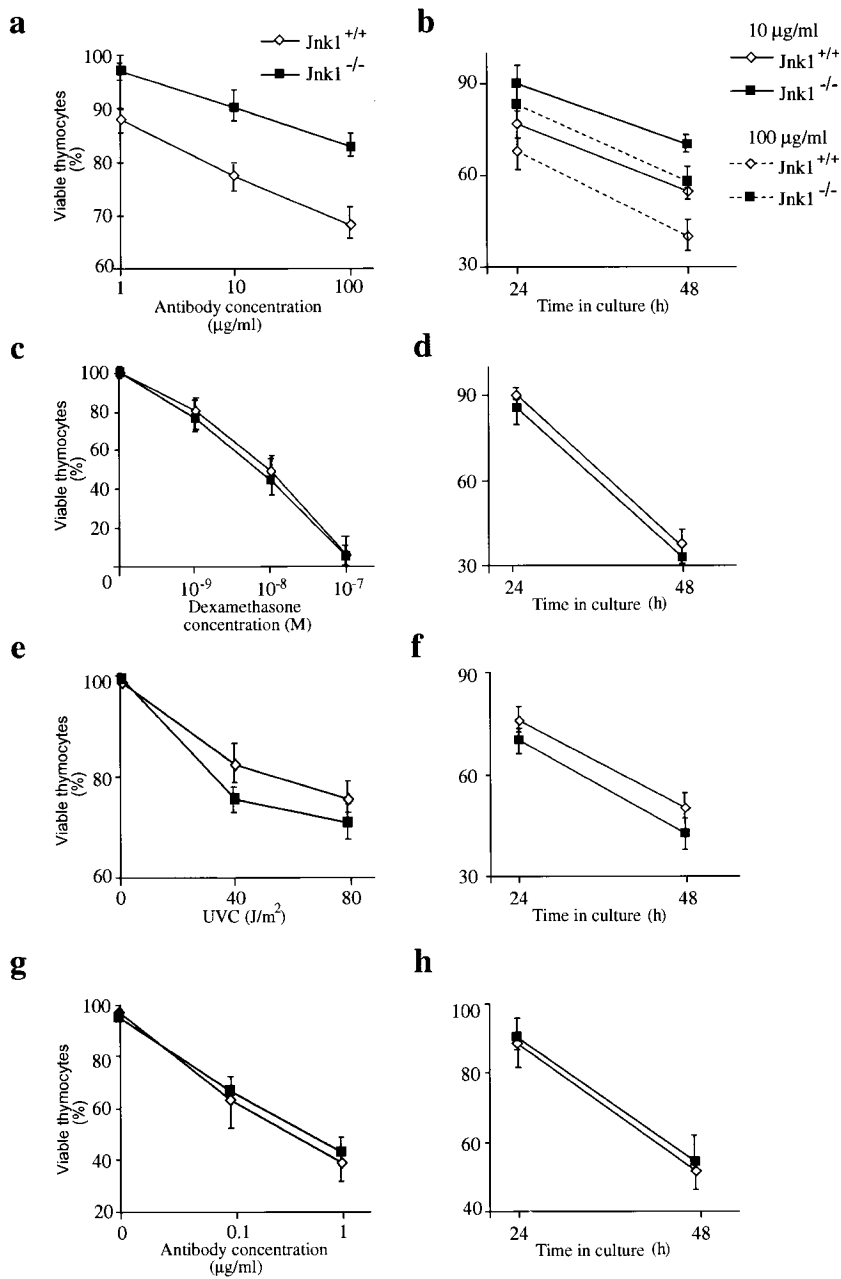 a
Jnk1 +/+
Jnk1 -/-
100
90
80
70
60
Viable thymocytes
(%)
1
10
100
Antibody concentration
(µg/ml)
b
10 µg/ml
Jnk1 +/+
Jnk1 -/-
100 µg/ml
Jnk1 +/+
Jnk1 -/-
90
60
30
24
48
Time in culture (h)
c
100
80
60
40
20
0
Viable thymocytes
(%)
10-9
10-8
10-7
Dexamethasone
concentration (M)
d
90
60
30
24
48
Time in culture (h)
e
100
80
60
Viable thymocytes
(%)
0
40
80
UVC (J/m2)
f
90
60
30
24
48
Time in culture (h)
g
100
80
60
40
20
Viable thymocytes
(%)
0
0.1
1
Antibody concentration
(µg/ml)
h
100
80
60
40
24
48
Time in culture (h)